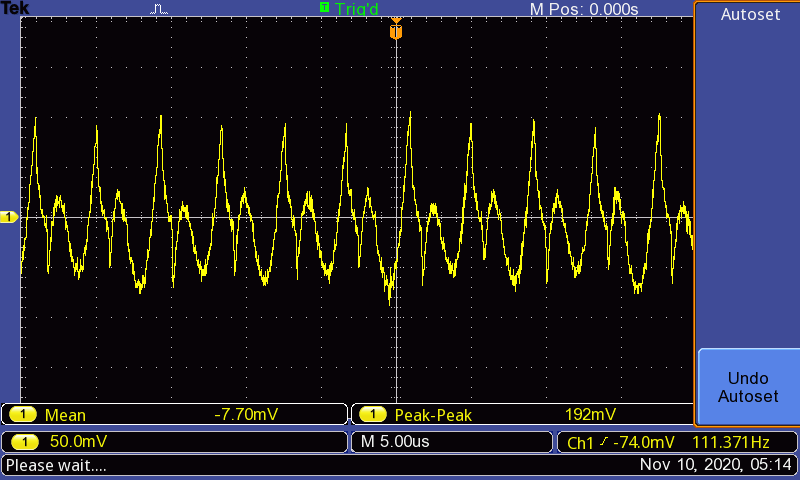 Tek T Trig'd M Pos: 0.000s Autoset
T
1
Undo
Autoset
1 Mean -7.70mV 1 Peak-Peak 192mV
1 50.0mV M 5.00us Ch1 -74.0mV 111.371Hz
Please wait.... Nov 10, 2020, 05:14